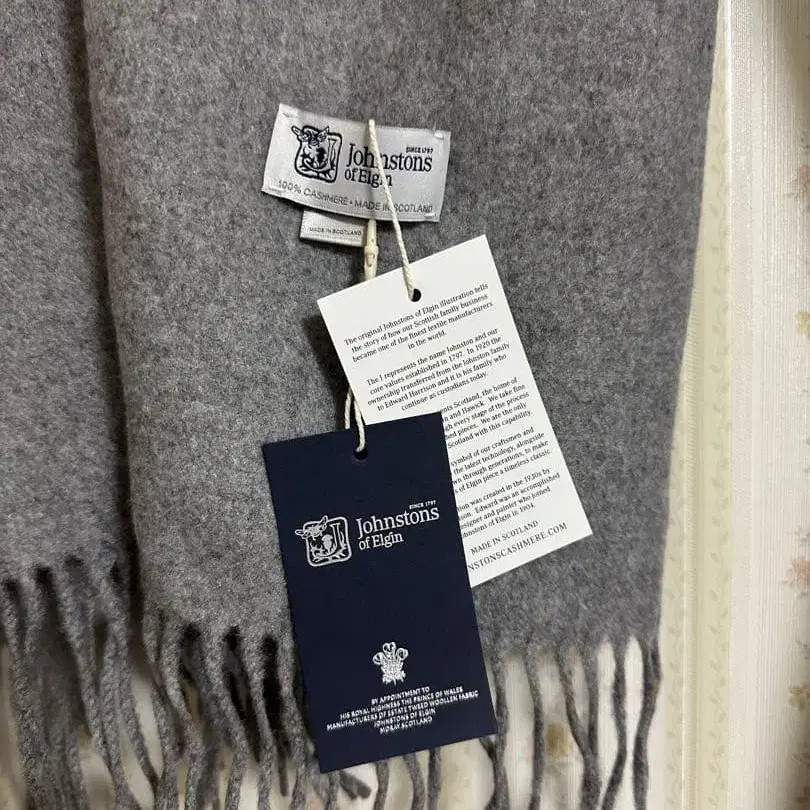 SINCE 1797
Johnstons
of Elgin
100% CASHMERE • MADE IN SCOTLAND
MADE IN SCOTLAND
The original Johnstons of Elgin illustration tells
the story of how our Scottish family business
became one of the finest textile manufacturers
in the world.
The J represents the name Johnston and our
core values established in 1797. In 1920 the
ownership transferred from the Johnston family
to Edward Harrison and it is his family who
continue as custodians today.
Scotland, the home of
and Hawick. We take fine
every stage of the process
pieces. We are the only
Scotland with this capability.
symbol of our craftsmen and
the latest technology, alongside
through generations, to make
of Elgin piece a timeless classic.
was created in the 1930s by
Edward was an accomplished
designer and painter who joined
of Elgin in 1904.
MADE IN SCOTLAND
NSTONSCASHMERE.COM
SINCE 1797
Johnstons
of Elgin
BY APPOINTMENT TO
HIS ROYAL HIGHNESS THE PRINCE OF WALES
MANUFACTURERS OF ESTATE TWEED WOOLLEN FABRIC
JOHNSTONS OF ELGIN
MORAY, SCOTLAND